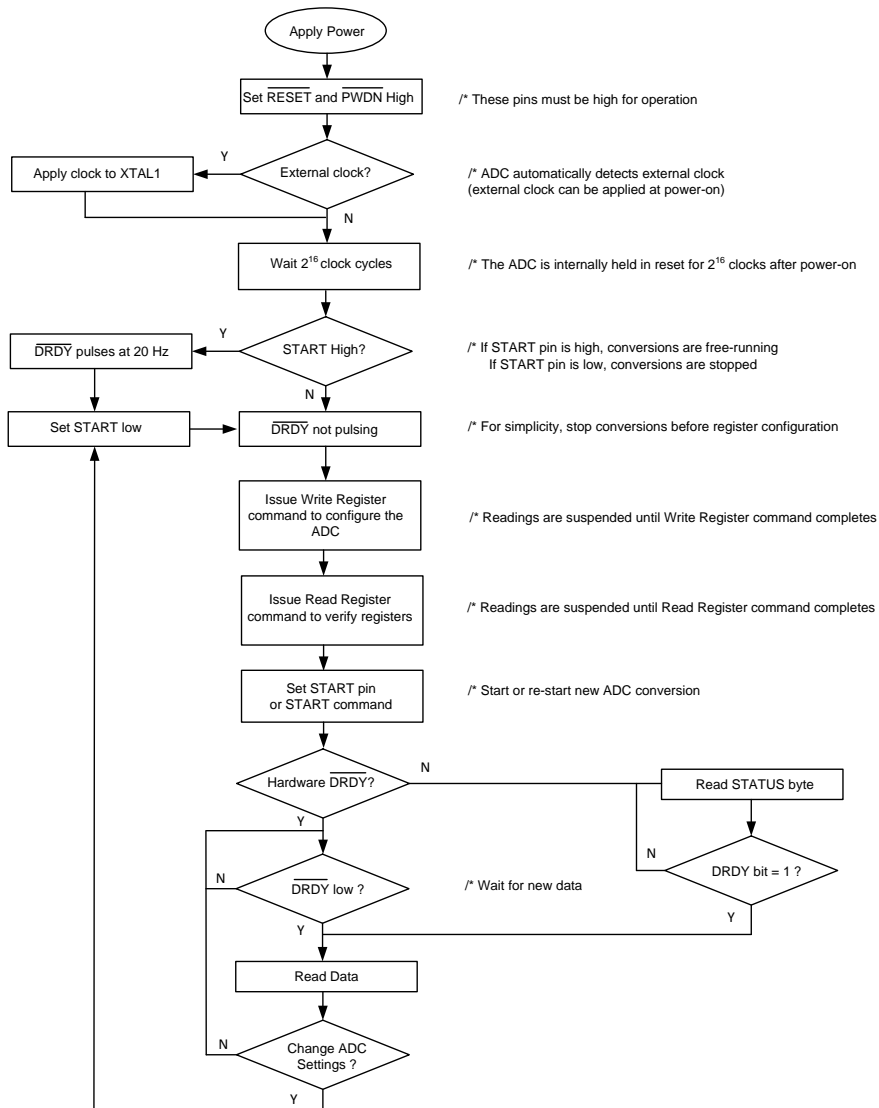 Apply Power
Set RESET and PWDN High
/* These pins must be high for operation
Y
Apply clock to XTAL1
External clock?
/* ADC automatically detects external clock
(external clock can be applied at power-on)
N
Wait 2¹⁶ clock cycles
/* The ADC is internally held in reset for 2¹⁶ clocks after power-on
Y
DRDY pulses at 20 Hz
START High?
/* If START pin is high, conversions are free-running
If START pin is low, conversions are stopped
N
Set START low
DRDY not pulsing
/* For simplicity, stop conversions before register configuration
Issue Write Register
command to configure the
ADC
/* Readings are suspended until Write Register command completes
Issue Read Register
command to verify registers
/* Readings are suspended until Read Register command completes
Set START pin
or START command
/* Start or re-start new ADC conversion
Hardware DRDY?
N
Read STATUS byte
Y
N
DRDY low ?
/* Wait for new data
N
DRDY bit = 1 ?
Y
Y
Read Data
N
Change ADC
Settings ?
Y